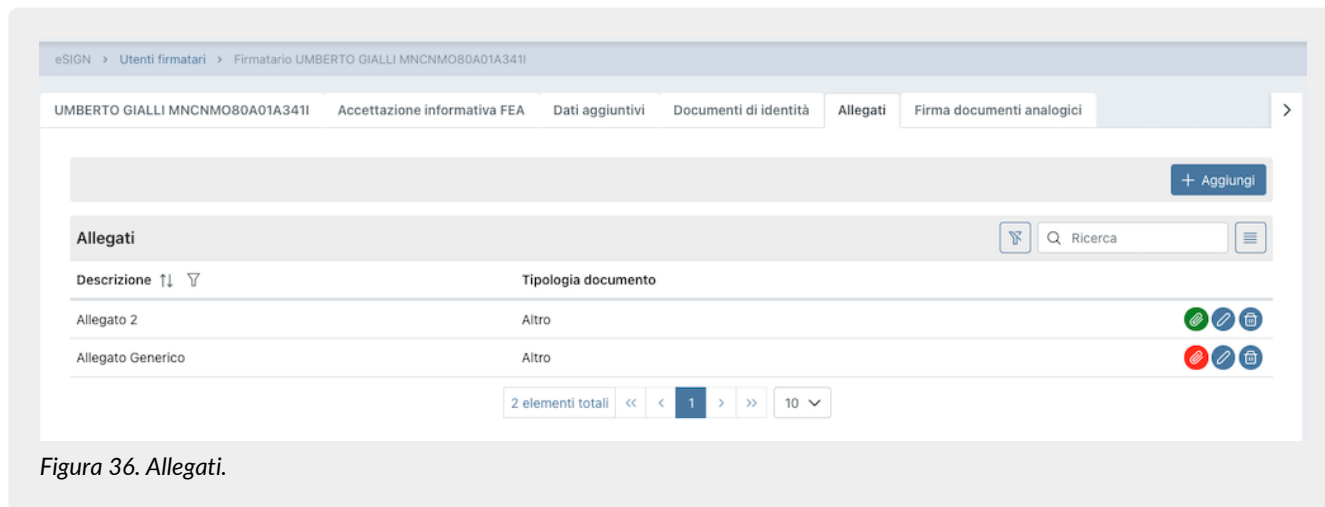 eSIGN > Utenti firmatari > Firmatario UMBERTO GIALLI MNCNMO80A01A341I
UMBERTO GIALLI MNCNMO80A01A341I Accettazione informativa FEA Dati aggiuntivi Documenti di identità Allegati Firma documenti analogici >
+ Aggiungi
Allegati Ricerca
Descrizione Tipologia documento
Allegato 2 Altro
Allegato Generico Altro
2 elementi totali << < 1 > >> 10
Figura 36. Allegati.